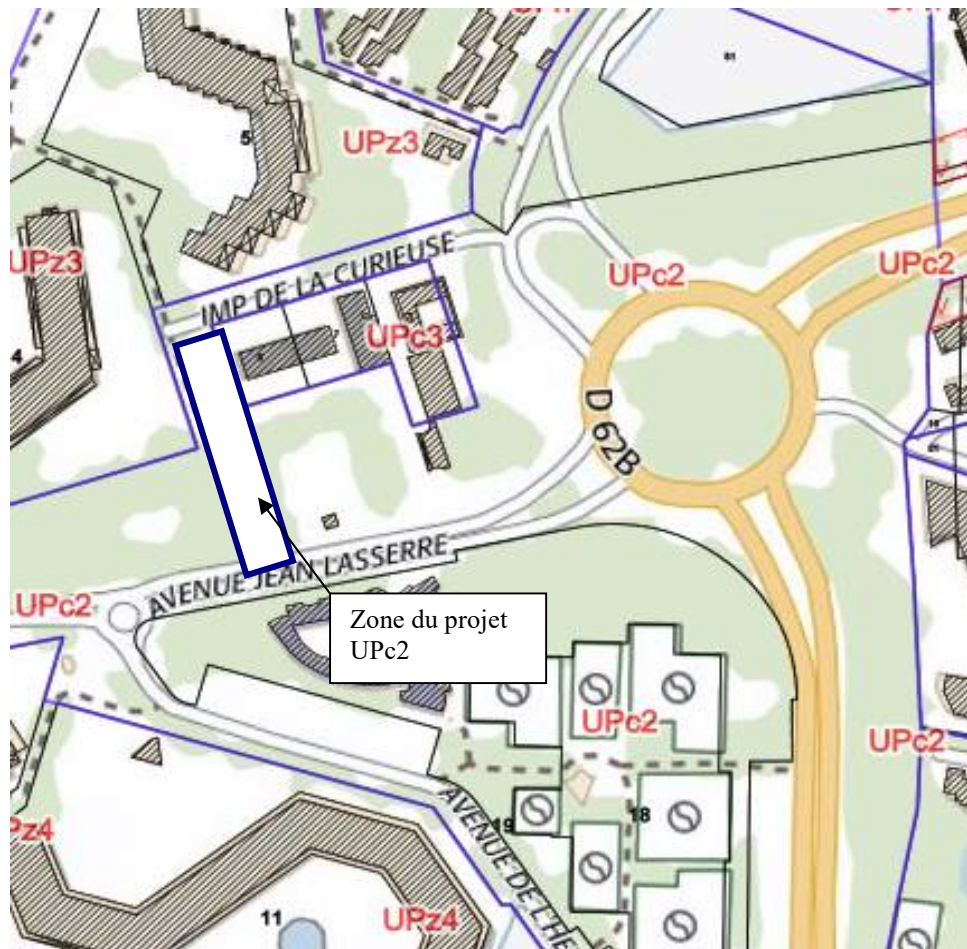 61
UPz3
5
UPz3
IMP DE LA CURIEUSE
UPc2
UPc2
UPc3
4
D 62B
AVENUE JEAN LASSERRE
UPc2
Zone du projet
UPc2
UPc2
UPc2
19
18
AVENUE DE L'HE
Pz4
11
UPz4